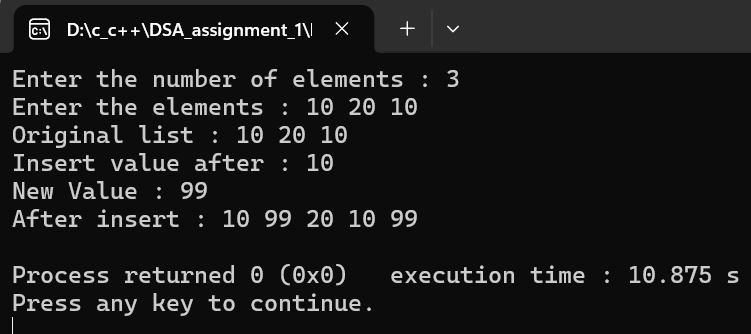 D:\c_c++\DSA_assignment_1\
Enter the number of elements : 3
Enter the elements : 10 20 10
Original list : 10 20 10
Insert value after : 10
New Value : 99
After insert : 10 99 20 10 99
Process returned 0 (0x0)   execution time : 10.875 s
Press any key to continue.